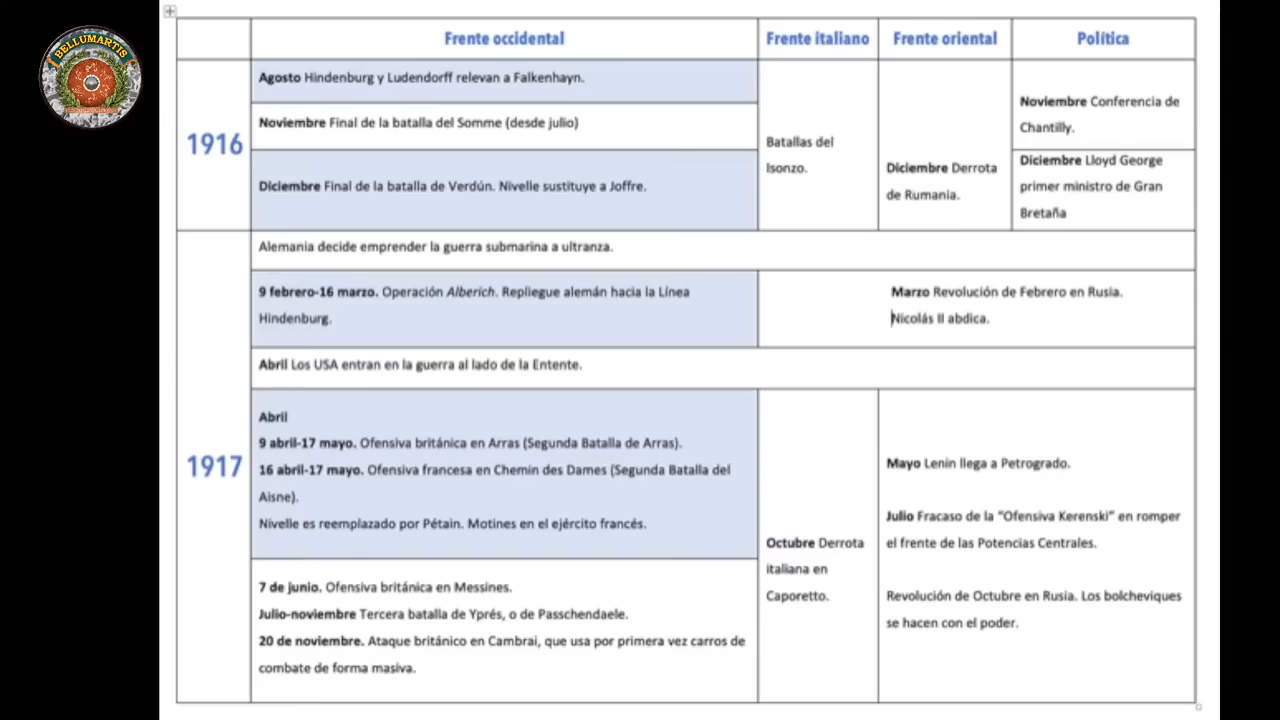 BELLUMARTIS
Frente occidental
Frente italiano
Frente oriental
Política
1916
Agosto Hindenburg y Ludendorff relevan a Falkenhayn.
Noviembre Final de la batalla del Somme (desde julio)
Diciembre Final de la batalla de Verdún. Nivelle sustituye a Joffre.
Batallas del
Isonzo.
Diciembre Derrota
de Rumania.
Noviembre Conferencia de
Chantilly.
Diciembre Lloyd George
primer ministro de Gran
Bretaña
1917
Alemania decide emprender la guerra submarina a ultranza.
9 febrero-16 marzo. Operación Alberich. Repliegue alemán hacia la Línea
Hindenburg.
Marzo Revolución de Febrero en Rusia.
Nicolás II abdica.
Abril Los USA entran en la guerra al lado de la Entente.
Abril
9 abril-17 mayo. Ofensiva británica en Arras (Segunda Batalla de Arras).
16 abril-17 mayo. Ofensiva francesa en Chemin des Dames (Segunda Batalla del
Aisne).
Nivelle es reemplazado por Pétain. Motines en el ejército francés.
7 de junio. Ofensiva británica en Messines.
Julio-noviembre Tercera batalla de Yprés, o de Passchendaele.
20 de noviembre. Ataque británico en Cambrai, que usa por primera vez carros de
combate de forma masiva.
Octubre Derrota
italiana en
Caporetto.
Mayo Lenin llega a Petrogrado.
Julio Fracaso de la "Ofensiva Kerenski" en romper
el frente de las Potencias Centrales.
Revolución de Octubre en Rusia. Los bolcheviques
se hacen con el poder.